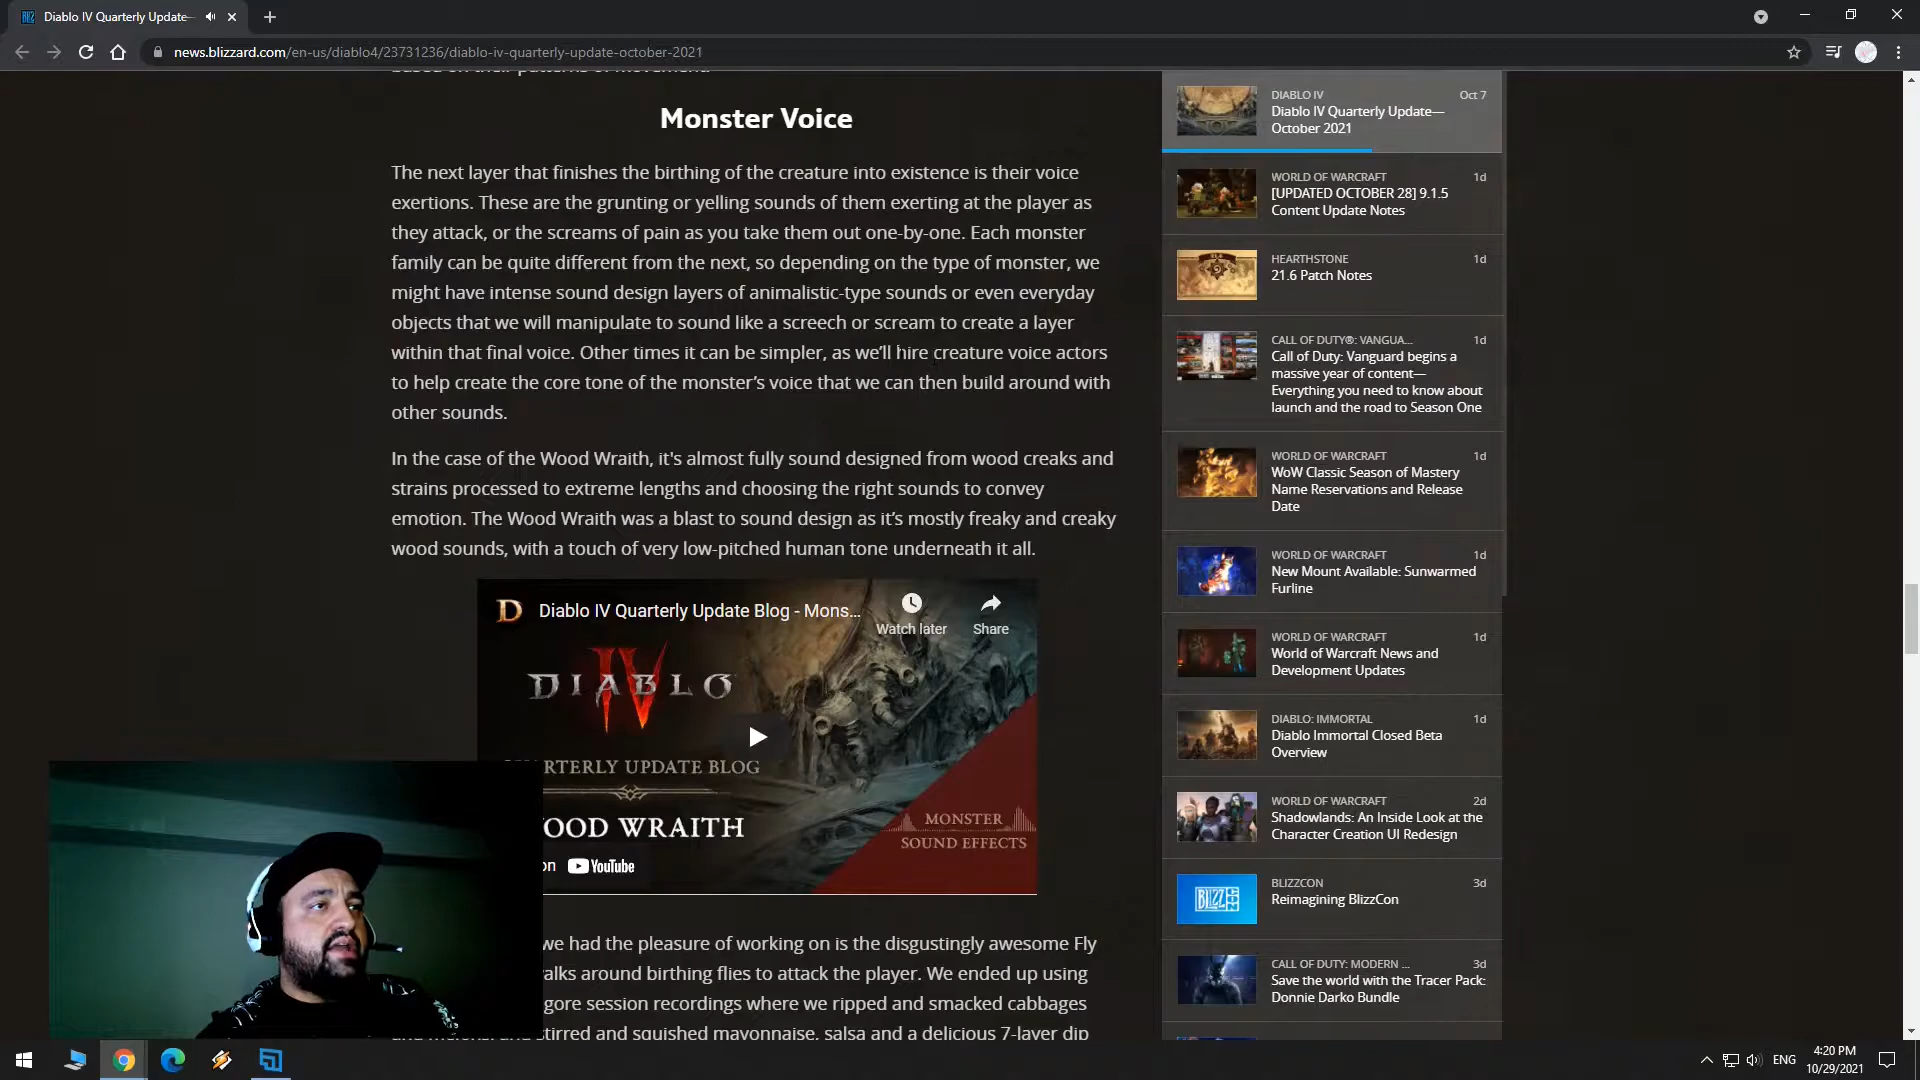 Diablo IV Quarterly Update—
news.blizzard.com/en-us/diablo4/23731236/diablo-iv-quarterly-update-october-2021
based on their patterns of movement.
Monster Voice
The next layer that finishes the birthing of the creature into existence is their voice
exertions. These are the grunting or yelling sounds of them exerting at the player as
they attack, or the screams of pain as you take them out one-by-one. Each monster
family can be quite different from the next, so depending on the type of monster, we
might have intense sound design layers of animalistic-type sounds or even everyday
objects that we will manipulate to sound like a screech or scream to create a layer
within that final voice. Other times it can be simpler, as we'll hire creature voice actors
to help create the core tone of the monster's voice that we can then build around with
other sounds.
In the case of the Wood Wraith, it's almost fully sound designed from wood creaks and
strains processed to extreme lengths and choosing the right sounds to convey
emotion. The Wood Wraith was a blast to sound design as it's mostly freaky and creaky
wood sounds, with a touch of very low-pitched human tone underneath it all.
Diablo IV Quarterly Update Blog - Mons...
Watch later
Share
DIABLO
IV
RTERLY UPDATE BLOG
OOD WRAITH
MONSTER
SOUND EFFECTS
on YouTube
we had the pleasure of working on is the disgustingly awesome Fly
alks around birthing flies to attack the player. We ended up using
gore session recordings where we ripped and smacked cabbages
stirred and squished mayonnaise, salsa and a delicious 7-layer dip
DIABLO IV
Oct 7
Diablo IV Quarterly Update—
October 2021
WORLD OF WARCRAFT
1d
[UPDATED OCTOBER 28] 9.1.5
Content Update Notes
HEARTHSTONE
1d
21.6 Patch Notes
CALL OF DUTY®: VANGUA...
1d
Call of Duty: Vanguard begins a
massive year of content—
Everything you need to know about
launch and the road to Season One
WORLD OF WARCRAFT
1d
WoW Classic Season of Mastery
Name Reservations and Release
Date
WORLD OF WARCRAFT
1d
New Mount Available: Sunwarmed
Furline
WORLD OF WARCRAFT
1d
World of Warcraft News and
Development Updates
DIABLO: IMMORTAL
1d
Diablo Immortal Closed Beta
Overview
WORLD OF WARCRAFT
2d
Shadowlands: An Inside Look at the
Character Creation UI Redesign
BLIZZCON
3d
Reimagining BlizzCon
CALL OF DUTY: MODERN ...
3d
Save the world with the Tracer Pack:
Donnie Darko Bundle
ENG
4:20 PM
10/29/2021